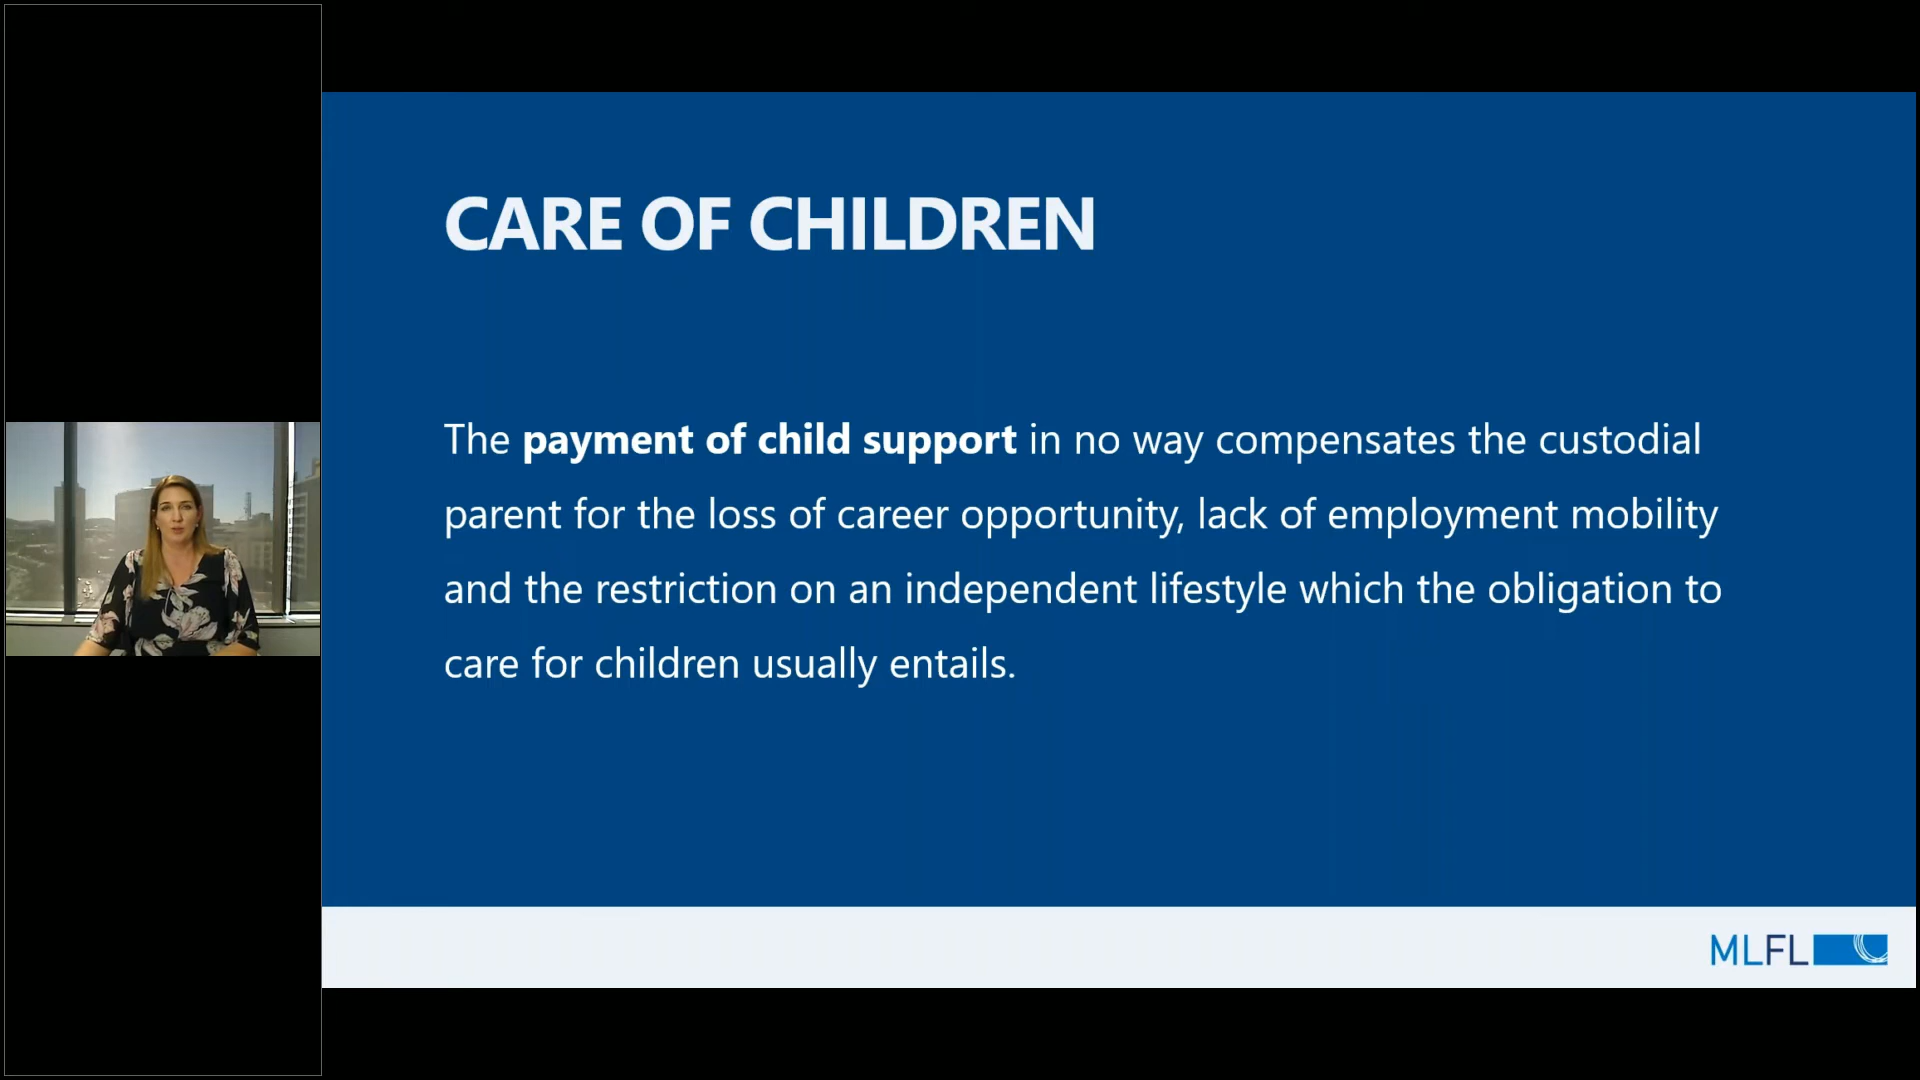 CARE OF CHILDREN
The payment of child support in no way compensates the custodial
parent for the loss of career opportunity, lack of employment mobility
and the restriction on an independent lifestyle which the obligation to
care for children usually entails.
MLFL